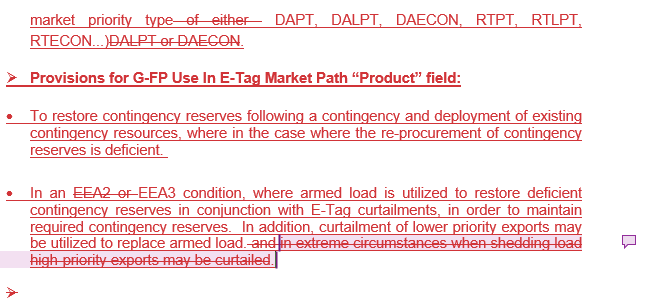 market priority type of either DAPT, DALPT, DAECON, RTPT, RTLPT,
RTECON...)DALPT or DAECON.
➢ Provisions for G-FP Use In E-Tag Market Path “Product” field:
• To restore contingency reserves following a contingency and deployment of existing
contingency resources, where in the case where the re-procurement of contingency
reserves is deficient.
• In an EEA2 or EEA3 condition, where armed load is utilized to restore deficient
contingency reserves in conjunction with E-Tag curtailments, in order to maintain
required contingency reserves. In addition, curtailment of lower priority exports may
be utilized to replace armed load. and in extreme circumstances when shedding load
high priority exports may be curtailed.
➢